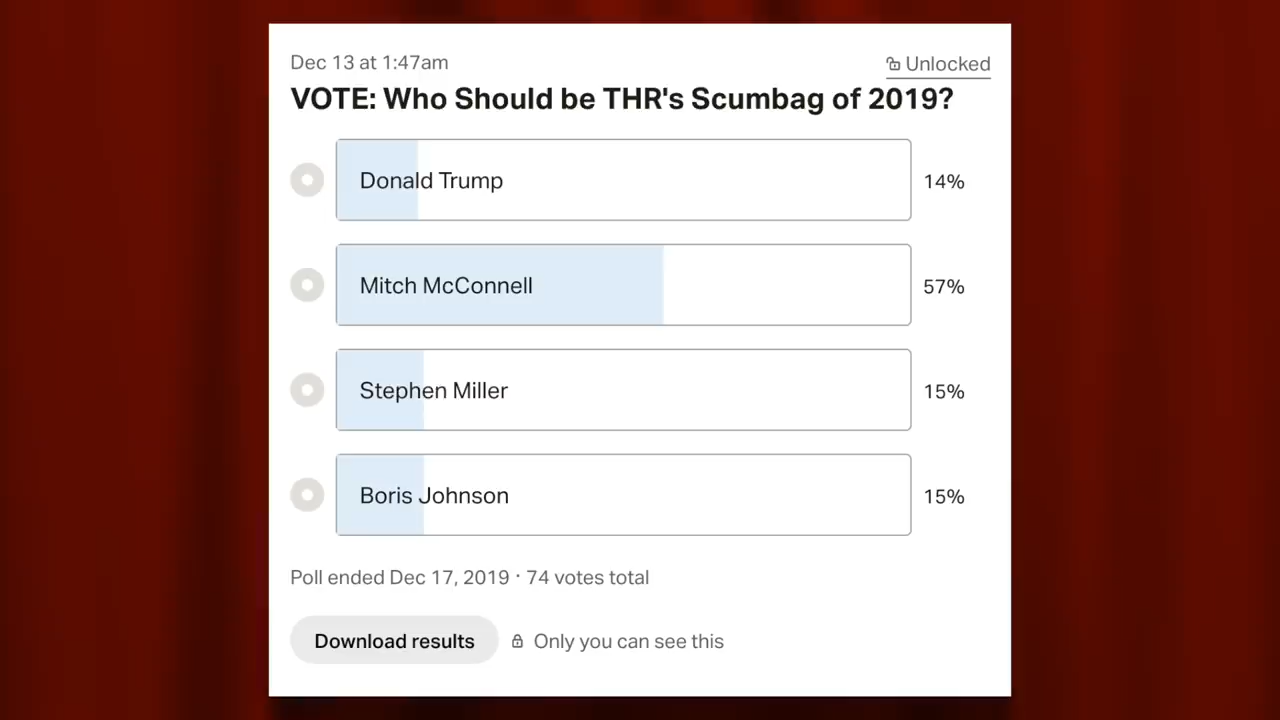 Dec 13 at 1:47am
Unlocked
VOTE: Who Should be THR's Scumbag of 2019?
Donald Trump 14%
Mitch McConnell 57%
Stephen Miller 15%
Boris Johnson 15%
Poll ended Dec 17, 2019 · 74 votes total
Download results Only you can see this